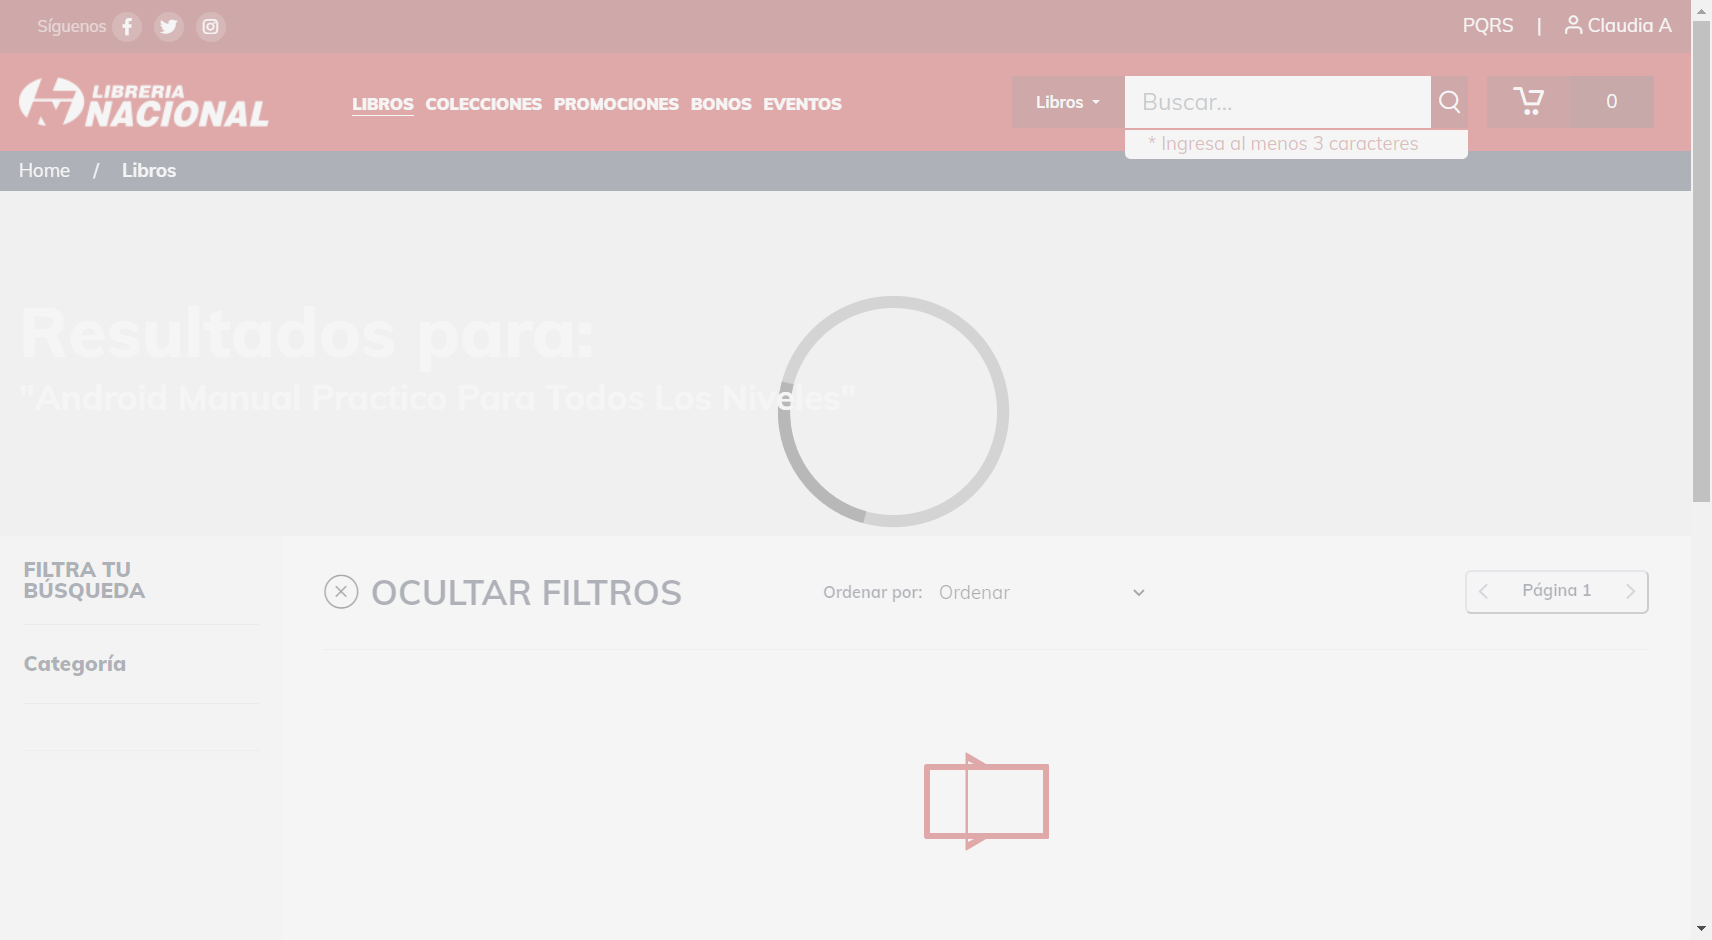 Síguenos
PQRS | Claudia A
LIBRERIA
NACIONAL
LIBROS COLECCIONES PROMOCIONES BONOS EVENTOS
Libros
Buscar...
0
* Ingresa al menos 3 caracteres
Home / Libros
Resultados para:
"Android Manual Practico Para Todos Los Niveles"
FILTRA TU
BÚSQUEDA
Categoría
OCULTAR FILTROS
Ordenar por: Ordenar
Página 1